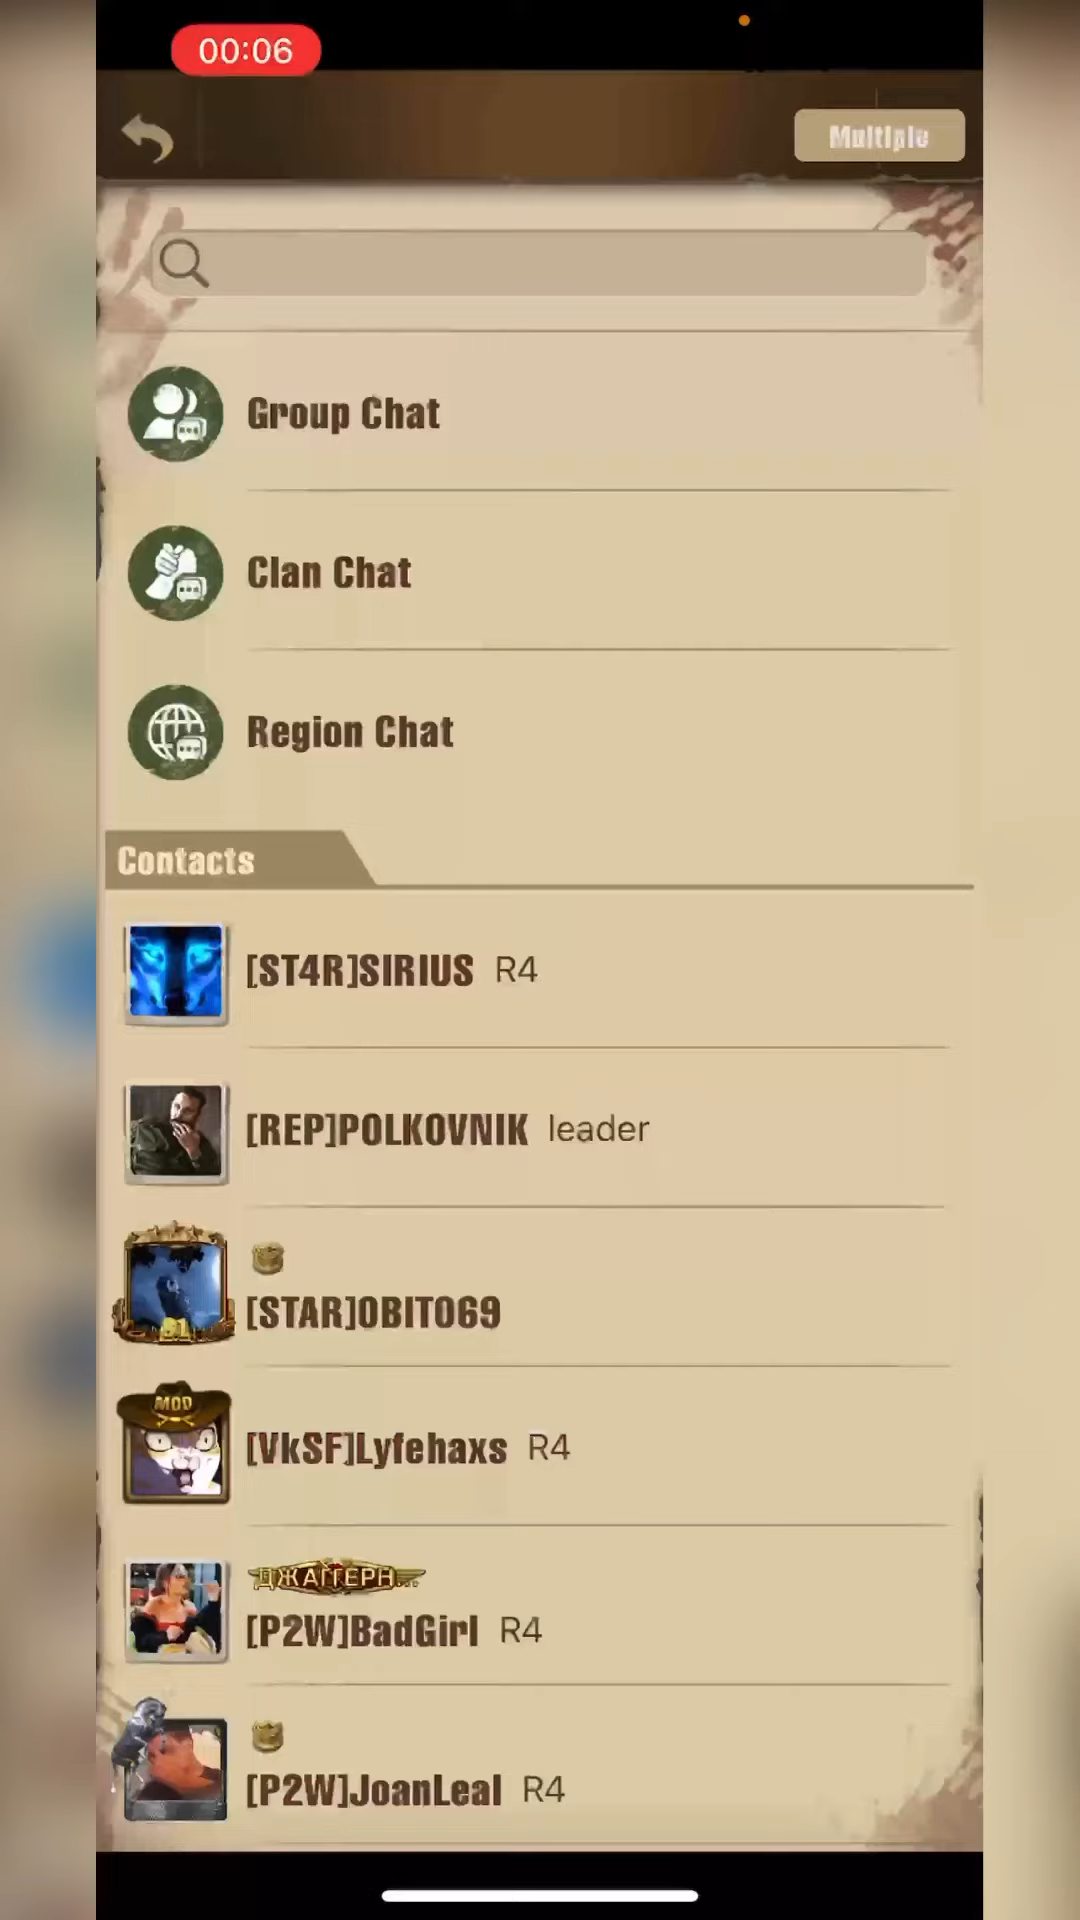 00:06
Multiple
Group Chat
Clan Chat
Region Chat
Contacts
[ST4R]SIRIUS R4
[REP]POLKOVNIK leader
[STAR]OBITO69
MOD
[VkSF]Lyfehaxs R4
ДЖАГГЕРН...
[P2W]BadGirl R4
[P2W]JoanLeal R4